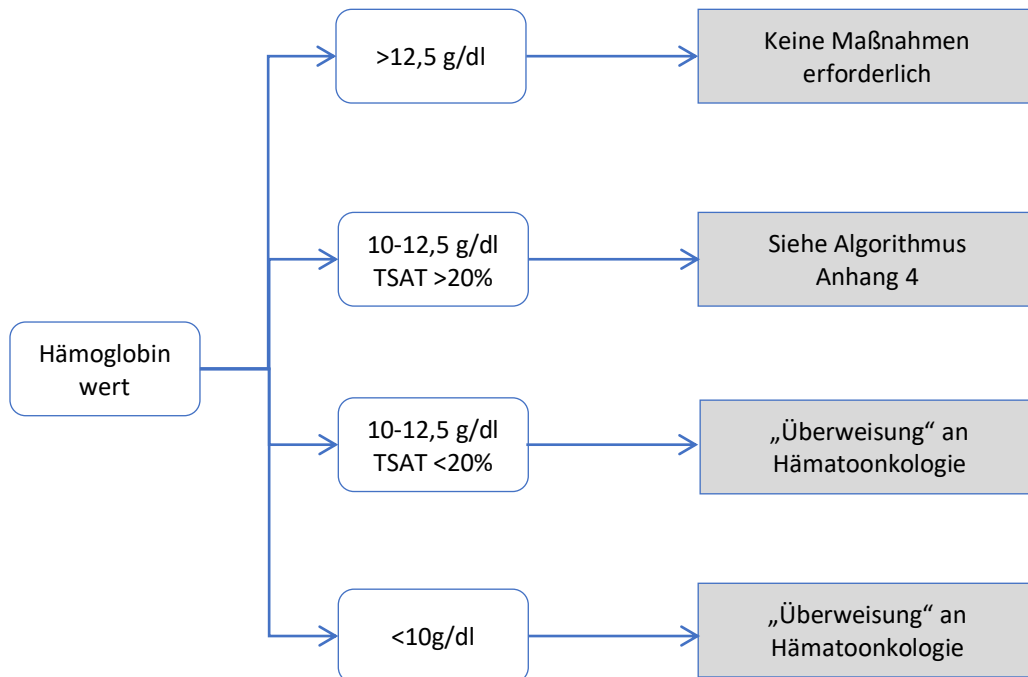 >12,5 g/dl
Keine Maßnahmen
erforderlich
10-12,5 g/dl
TSAT >20%
Siehe Algorithmus
Anhang 4
Hämoglobin
wert
10-12,5 g/dl
TSAT <20%
„Überweisung“ an
Hämatoonkologie
<10g/dl
„Überweisung“ an
Hämatoonkologie